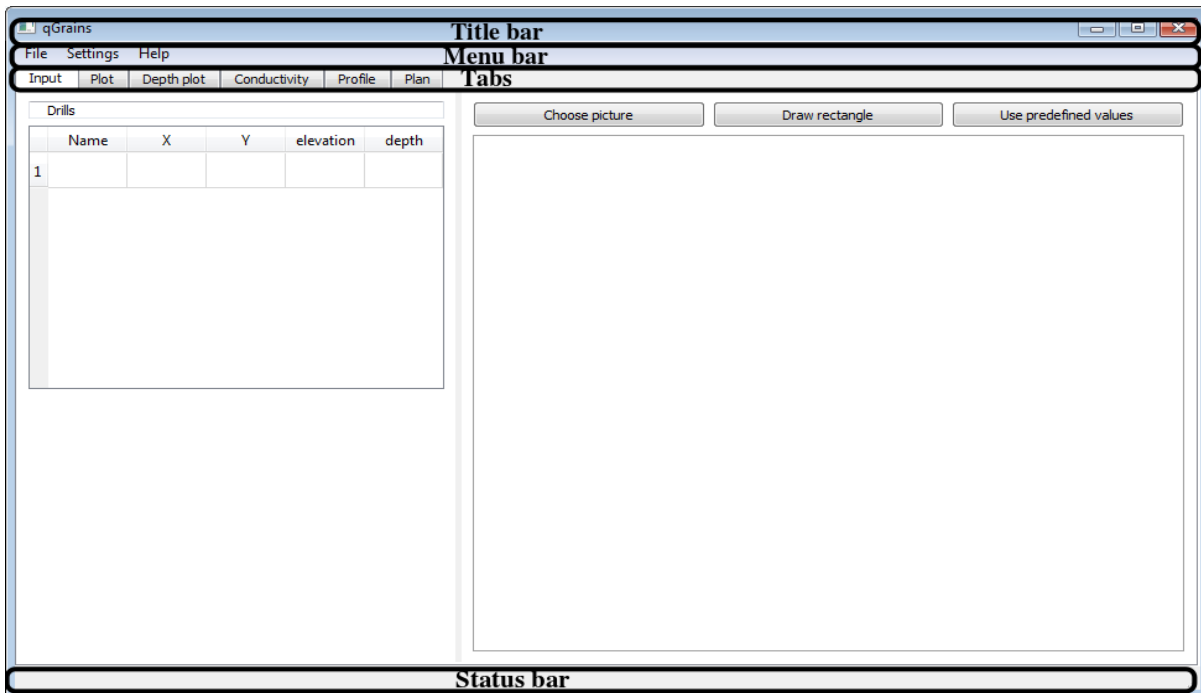 qGrains Title bar
File Settings Help Menu bar
Input Plot Depth plot Conductivity Profile Plan Tabs
Drills
Choose picture Draw rectangle Use predefined values
Name X Y elevation depth
1
Status bar